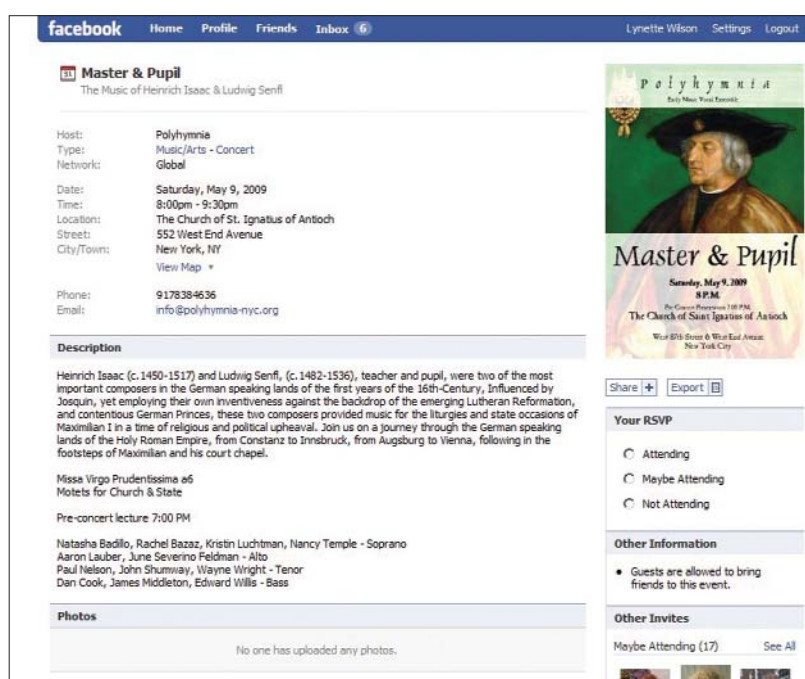 facebook Home Profile Friends Inbox 6 Lynette Wilson Settings Logout
31 Master & Pupil
The Music of Heinrich Isaac & Ludwig Senfl
Host: Polyhymnia
Type: Music/Arts - Concert
Network: Global
Date: Saturday, May 9, 2009
Time: 8:00pm - 9:30pm
Location: The Church of St. Ignatius of Antioch
Street: 552 West End Avenue
City/Town: New York, NY
View Map
Phone: 9178384636
Email: info@polyhymnia-nyc.org
Description
Heinrich Isaac (c.1450-1517) and Ludwig Senfl, (c.1482-1536), teacher and pupil, were two of the most
important composers in the German speaking lands of the first years of the 16th-Century, Influenced by
Josquin, yet employing their own inventiveness against the backdrop of the emerging Lutheran Reformation,
and contentious German Princes, these two composers provided music for the liturgies and state occasions of
Maximilian I in a time of religious and political upheaval. Join us on a journey through the German speaking
lands of the Holy Roman Empire, from Constanz to Innsbruck, from Augsburg to Vienna, following in the
footsteps of Maximilian and his court chapel.
Missa Virgo Prudentissima a6
Motets for Church & State
Pre-concert lecture 7:00 PM
Natasha Badillo, Rachel Bazaz, Kristin Luchtman, Nancy Temple - Soprano
Aaron Lauber, June Severino Feldman - Alto
Paul Nelson, John Shumway, Wayne Wright - Tenor
Dan Cook, James Middleton, Edward Willis - Bass
Photos
No one has uploaded any photos.
Polyhymnia
Early Music Vocal Ensemble
Master & Pupil
Saturday, May 9, 2009
8 P.M.
The Church of Saint Ignatius of Antioch
West 87th Street & West End Avenue
New York City
Share +
Export
Your RSVP
Attending
Maybe Attending
Not Attending
Other Information
Guests are allowed to bring
friends to this event.
Other Invites
Maybe Attending (17) See All